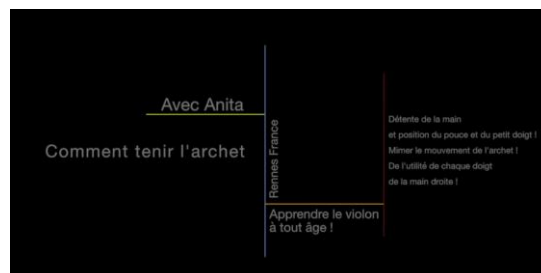 Avec Anita
Comment tenir l'archet
Rennes France
Apprendre le violon
à tout âge !
Détente de la main
et position du pouce et du petit doigt !
Mimer le mouvement de l'archet !
De l'utilité de chaque doigt
de la main droite !